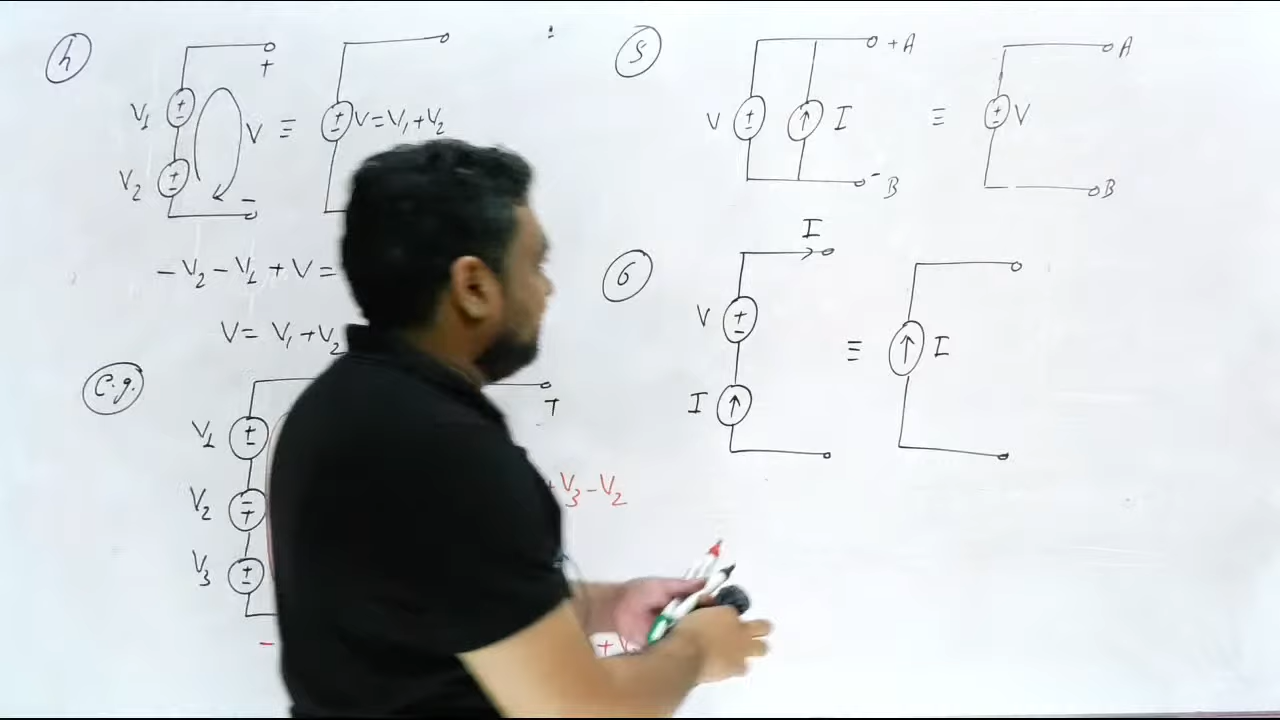 4
+
V1
V ≡
V=V1+V2
V2
-
-V2-V1+V=
V= V1+V2
e.g.
V1
V2
V3
+
+V3-V2
-
+V
5
+A
V
I
≡
V
A
-B
B
6
I
V
I
≡
I